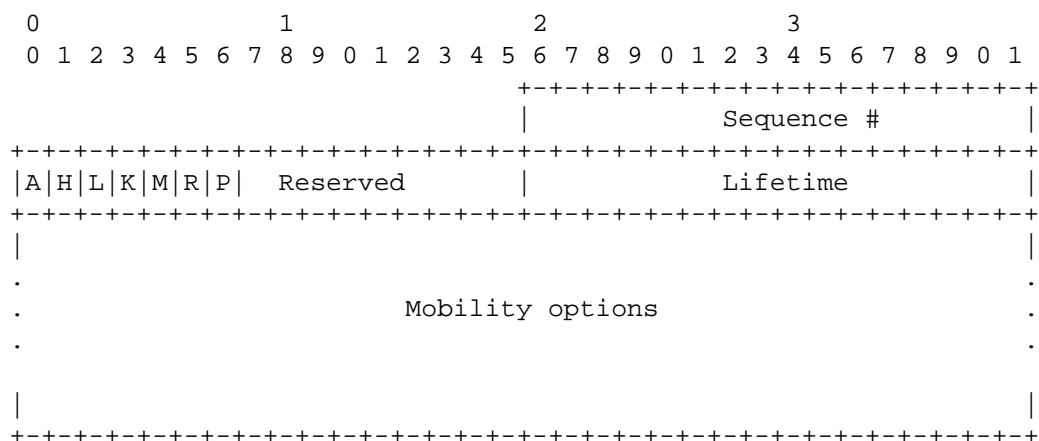 0                   1                   2                   3
0 1 2 3 4 5 6 7 8 9 0 1 2 3 4 5 6 7 8 9 0 1 2 3 4 5 6 7 8 9 0 1
                                +-+-+-+-+-+-+-+-+-+-+-+-+-+-+-+-+
                                |            Sequence #         |
+-+-+-+-+-+-+-+-+-+-+-+-+-+-+-+-+-+-+-+-+-+-+-+-+-+-+-+-+-+-+-+-+
|A|H|L|K|M|R|P|  Reserved       |            Lifetime           |
+-+-+-+-+-+-+-+-+-+-+-+-+-+-+-+-+-+-+-+-+-+-+-+-+-+-+-+-+-+-+-+-+
|                                                               |
.                                                               .
.                        Mobility options                       .
.                                                               .
|                                                               |
+-+-+-+-+-+-+-+-+-+-+-+-+-+-+-+-+-+-+-+-+-+-+-+-+-+-+-+-+-+-+-+-+